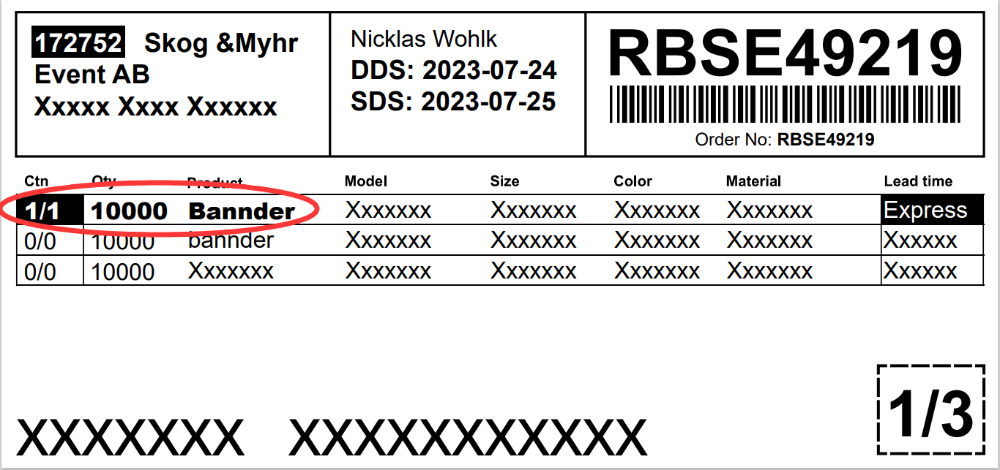 172752 Skog &Myhr
Event AB
Xxxxx Xxxx Xxxxxx
Nicklas Wohlk
DDS: 2023-07-24
SDS: 2023-07-25
RBSE49219
Order No: RBSE49219
Ctn Qty Product Model Size Color Material Lead time
1/1 10000 Bannder Xxxxxxx Xxxxxxx Xxxxxxx Xxxxxxx Express
0/0 10000 bannder Xxxxxxx Xxxxxxx Xxxxxxx Xxxxxxx Xxxxxx
0/0 10000 Xxxxxxx Xxxxxxx Xxxxxxx Xxxxxxx Xxxxxxx Xxxxxx
1/3
XXXXXXX XXXXXXXXXXX